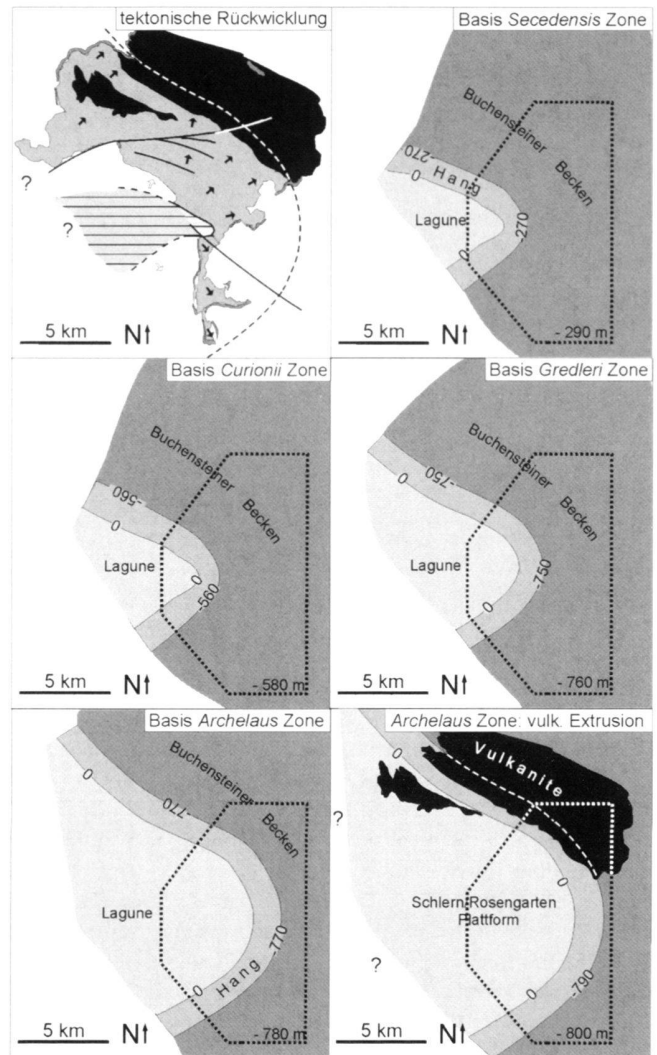 tektonische Rückwicklung
?
?
5 km N↑
Basis Secedensis Zone
Buchensteiner
Becken
-270
Hang
0
Lagune
-270
0
5 km N↑
- 290 m
Basis Curionii Zone
Buchensteiner
Becken
-560
0
Lagune
0
-560
5 km N↑
- 580 m
Basis Gredleri Zone
Buchensteiner
Becken
-750
0
Lagune
-750
0
5 km N↑
- 760 m
Basis Archelaus Zone
Buchensteiner
Becken
0
-770
Lagune
-770
Hang
0
5 km N↑
- 780 m
Archelaus Zone: vulk. Extrusion
0
Vulkanite
?
0
Schlern-Rosengarten
Plattform
?
-790
0
5 km N↑
- 800 m